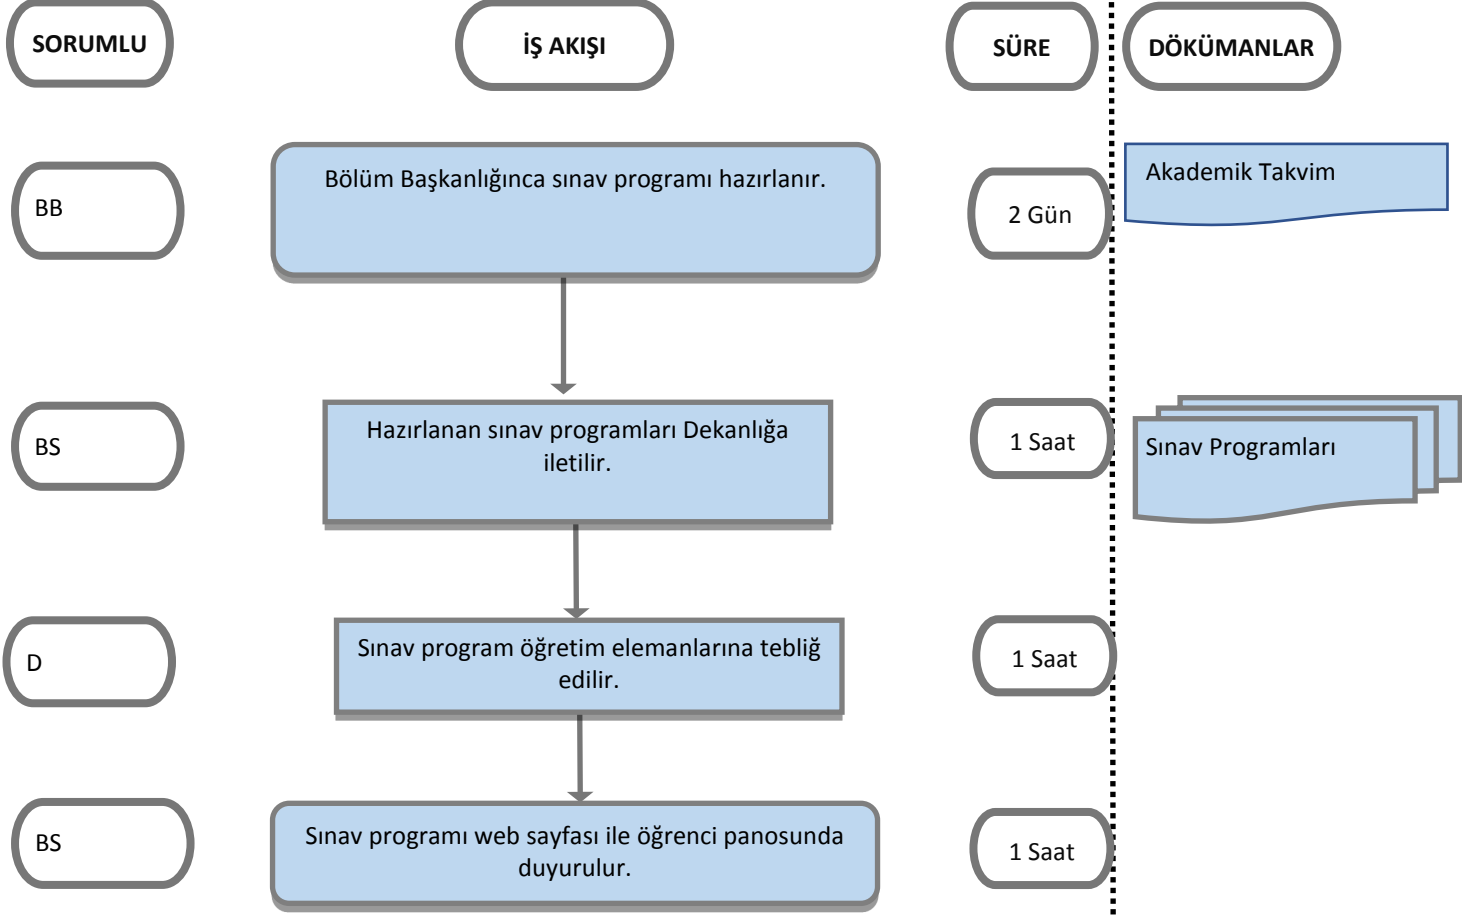 SORUMLU
İŞ AKIŞI
SÜRE
DÖKÜMANLAR
BB
Bölüm Başkanlığınca sınav programı hazırlanır.
2 Gün
Akademik Takvim
BS
Hazırlanan sınav programları Dekanlığa
iletilir.
1 Saat
Sınav Programları
D
Sınav program öğretim elemanlarına tebliğ
edilir.
1 Saat
BS
Sınav programı web sayfası ile öğrenci panosunda
duyurulur.
1 Saat